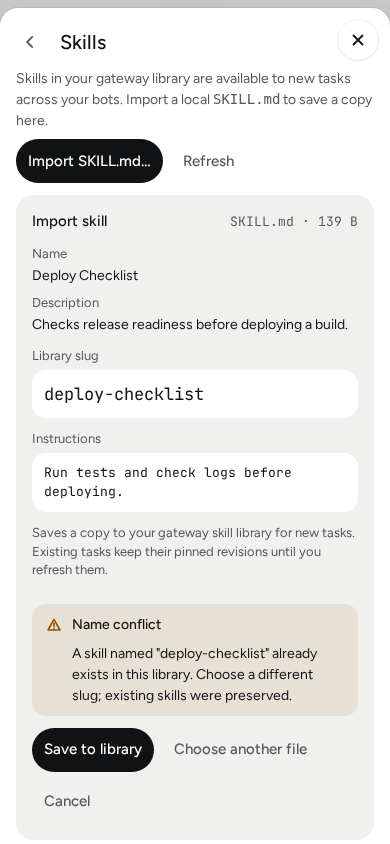 Skills
Skills in your gateway library are available to new tasks
across your bots. Import a local SKILL.md to save a copy
here.
Import SKILL.md...
Refresh
Import skill
SKILL.md · 139 B
Name
Deploy Checklist
Description
Checks release readiness before deploying a build.
Library slug
deploy-checklist
Instructions
Run tests and check logs before
deploying.
Saves a copy to your gateway skill library for new tasks.
Existing tasks keep their pinned revisions until you
refresh them.
Name conflict
A skill named "deploy-checklist" already
exists in this library. Choose a different
slug; existing skills were preserved.
Save to library
Choose another file
Cancel